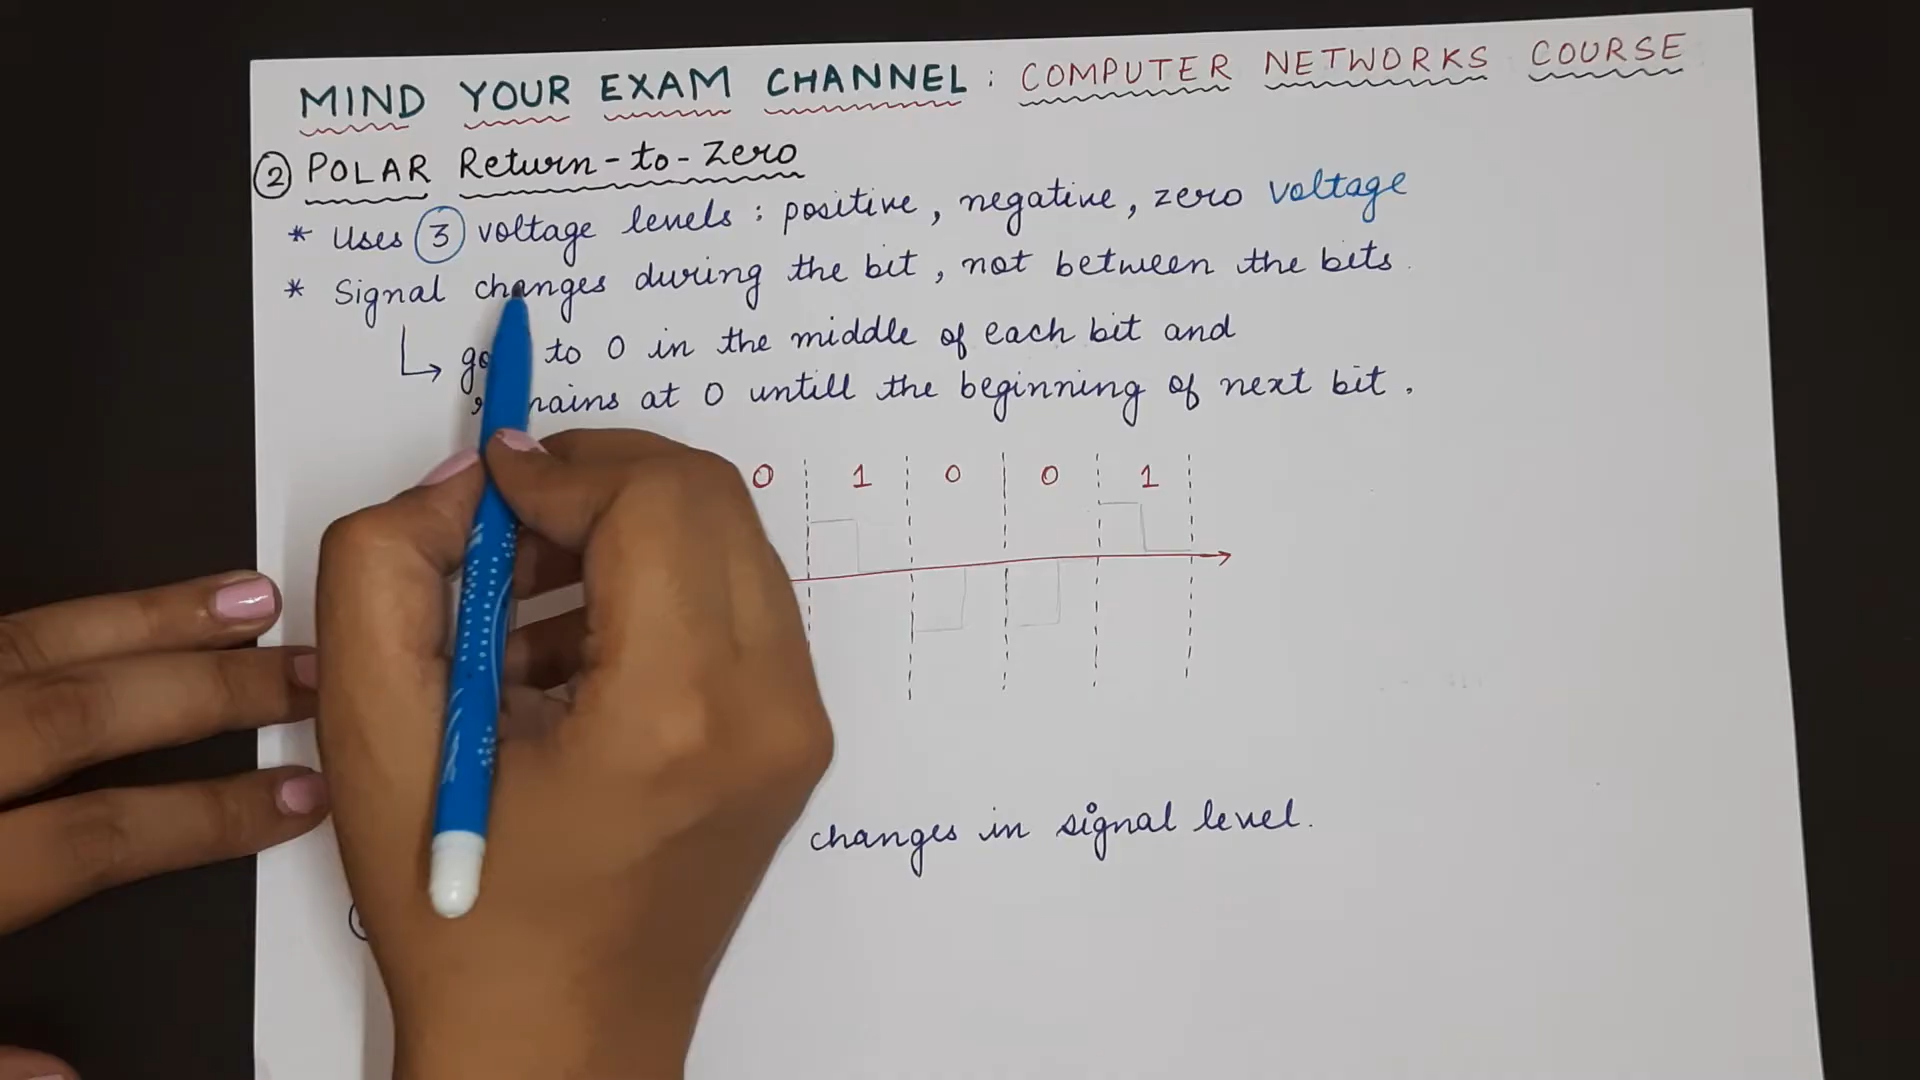 MIND YOUR EXAM CHANNEL : COMPUTER NETWORKS COURSE
② POLAR Return-to-Zero
* Uses ③ voltage levels : positive, negative, zero voltage
* Signal changes during the bit, not between the bits.
↳ to 0 in the middle of each bit and
at 0 untill the beginning of next bit.
0 1 0 0 1
changes in signal level.